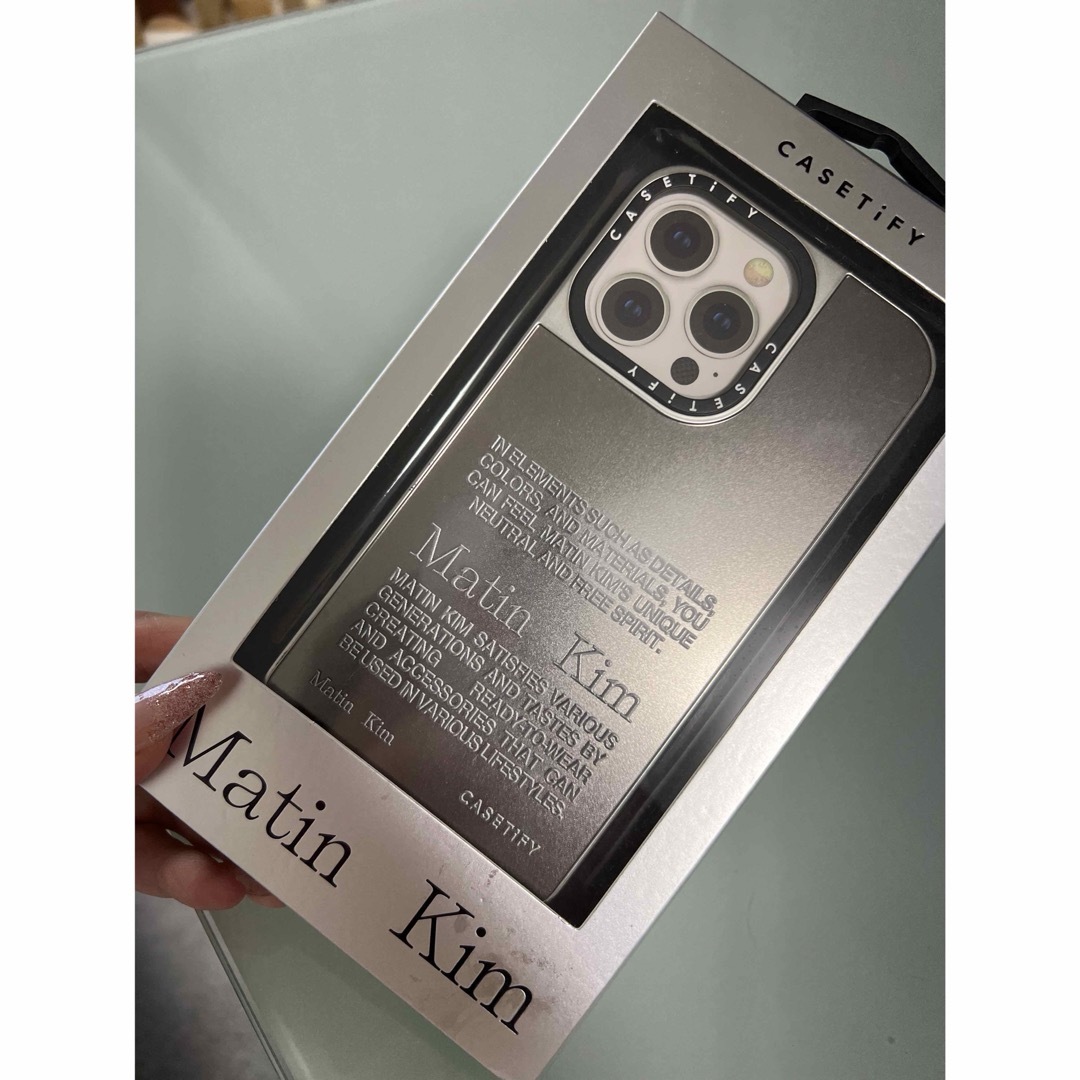 CASETiFY
CASETiFY
CASETiFY
IN ELEMENTS SUCH AS DETAILS,
COLORS, AND MATERIALS, YOU
CAN FEEL MATIN KIM'S UNIQUE
NEUTRAL AND FREE SPIRIT.
Matin Kim
MATIN KIM SATISFIES VARIOUS
GENERATIONS AND TASTES BY
CREATING READY-TO-WEAR
AND ACCESSORIES THAT CAN
BE USED IN VARIOUS LIFESTYLES.
Matin Kim
CASETiFY
Matin Kim